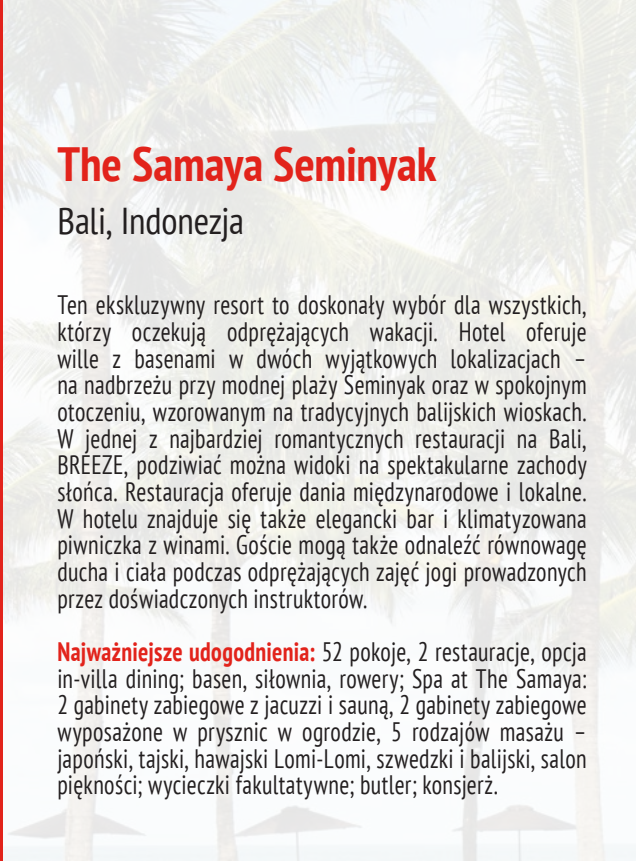 The Samaya Seminyak
Bali, Indonezja
Ten ekskluzywny resort to doskonały wybór dla wszystkich,
którzy oczekują odprężających wakacji. Hotel oferuje
wille z basenami w dwóch wyjątkowych lokalizacjach –
na nadbrzeżu przy modnej plaży Seminyak oraz w spokojnym
otoczeniu, wzorowanym na tradycyjnych balijskich wioskach.
W jednej z najbardziej romantycznych restauracji na Bali,
BREEZE, podziwiać można widoki na spektakularne zachody
słońca. Restauracja oferuje dania międzynarodowe i lokalne.
W hotelu znajduje się także elegancki bar i klimatyzowana
piwniczka z winami. Goście mogą także odnaleźć równowagę
ducha i ciała podczas odprężających zajęć jogi prowadzonych
przez doświadczonych instruktorów.
Najważniejsze udogodnienia: 52 pokoje, 2 restauracje, opcja
in-villa dining; basen, siłownia, rowery; Spa at The Samaya:
2 gabinety zabiegowe z jacuzzi i sauną, 2 gabinety zabiegowe
wyposażone w prysznic w ogrodzie, 5 rodzajów masażu –
japoński, tajski, hawajski Lomi-Lomi, szwedzki i balijski, salon
piękności; wycieczki fakultatywne; butler; konsjerż.